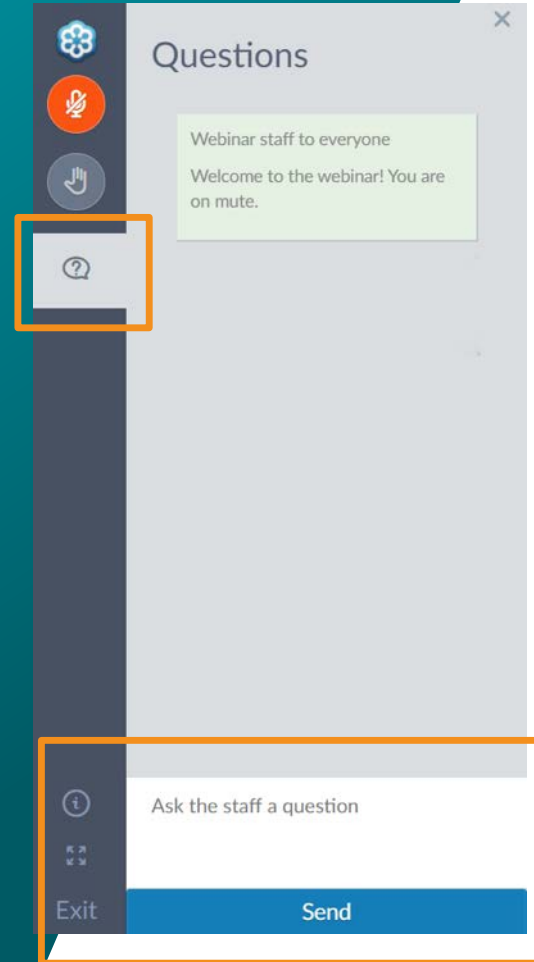 Questions
Webinar staff to everyone
Welcome to the webinar! You are
on mute.
Ask the staff a question
Exit
Send